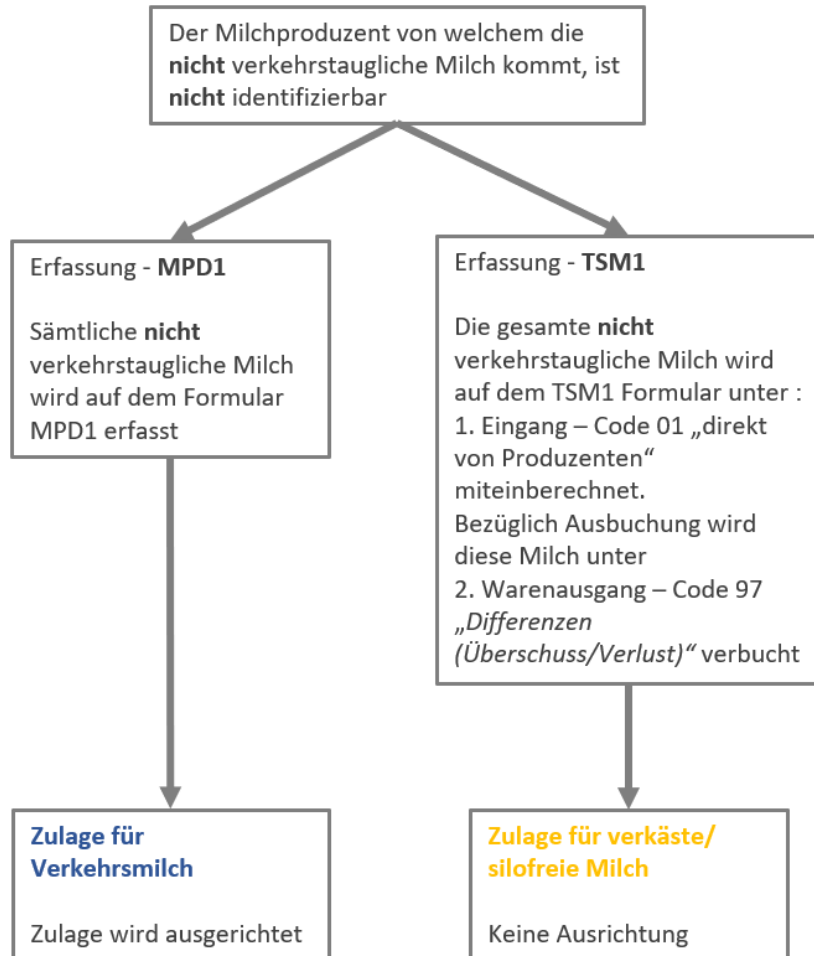 Der Milchproduzent von welchem die
nicht verkehrstaugliche Milch kommt, ist
nicht identifizierbar
Erfassung - MPD1
Sämtliche nicht
verkehrstaugliche Milch
wird auf dem Formular
MPD1 erfasst
Erfassung - TSM1
Die gesamte nicht
verkehrstaugliche Milch wird
auf dem TSM1 Formular unter :
1. Eingang – Code 01 „direkt
von Produzenten“
miteinberechnet.
Bezüglich Ausbuchung wird
diese Milch unter
2. Warenausgang – Code 97
„Differenzen
(Überschuss/Verlust)“ verbucht
Zulage für
Verkehrsmilch
Zulage wird ausgerichtet
Zulage für verkäste/
silofreie Milch
Keine Ausrichtung